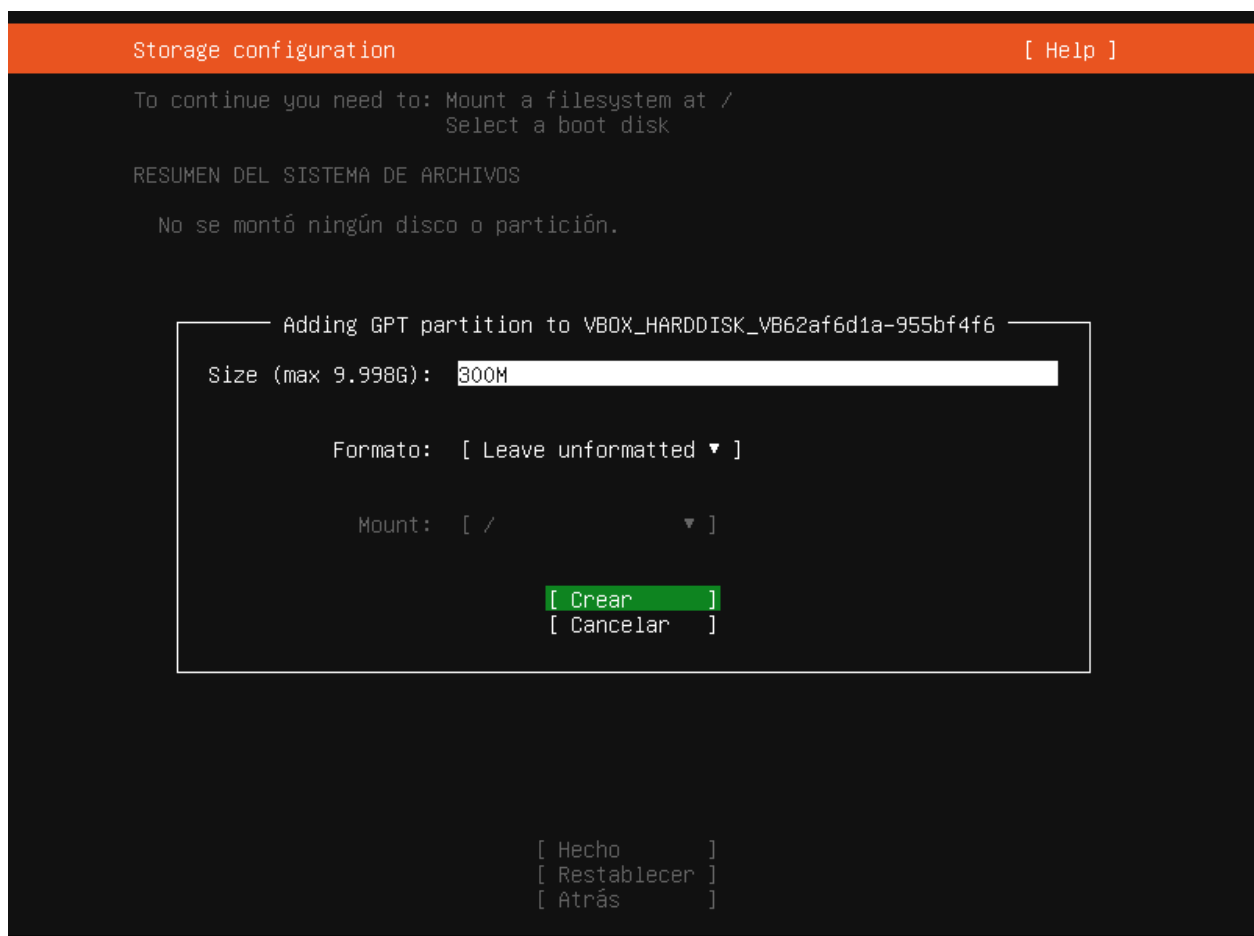 Storage configuration [ Help ]
To continue you need to: Mount a filesystem at /
Select a boot disk
RESUMEN DEL SISTEMA DE ARCHIVOS
No se montó ningún disco o partición.
Adding GPT partition to VBOX_HARDDISK_VB62af6d1a-955bf4f6
Size (max 9.998G): 300M
Formato: [ Leave unformatted ▾ ]
Mount: [ / ▾ ]
[ Crear ]
[ Cancelar ]
[ Hecho ]
[ Restablecer ]
[ Atrás ]